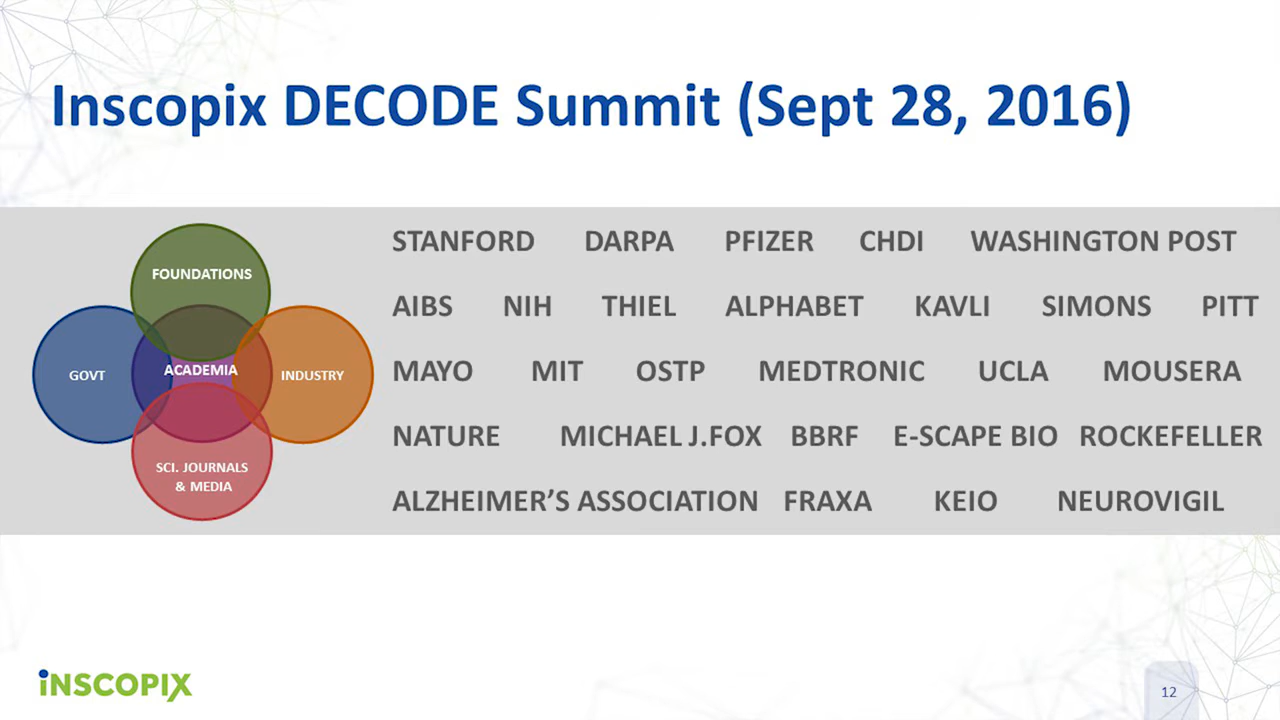 Inscopix DECODE Summit (Sept 28, 2016)
FOUNDATIONS
GOVT
ACADEMIA
INDUSTRY
SCI. JOURNALS
& MEDIA
STANFORD DARPA PFIZER CHDI WASHINGTON POST
AIBS NIH THIEL ALPHABET KAVLI SIMONS PITT
MAYO MIT OSTP MEDTRONIC UCLA MOUSERA
NATURE MICHAEL J.FOX BBRF E-SCAPE BIO ROCKEFELLER
ALZHEIMER’S ASSOCIATION FRAXA KEIO NEUROVIGIL
iNSCOPIX
12